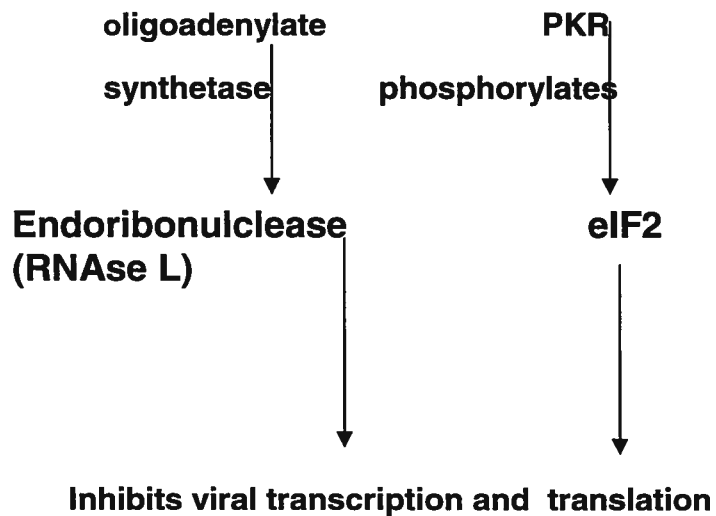 oligoadenylate PKR
synthetase phosphorylates
Endoribonulclease eIF2
(RNAse L)
Inhibits viral transcription and translation